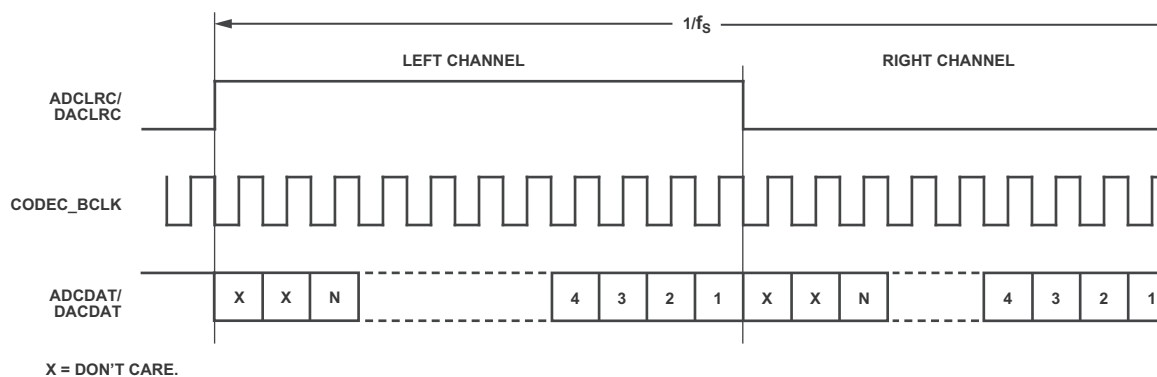 1/fS
LEFT CHANNEL RIGHT CHANNEL
ADCLRC/
DACLRC
CODEC_BCLK
ADCDAT/
DACDAT
X X N 4 3 2 1 X X N 4 3 2 1
X = DON'T CARE.